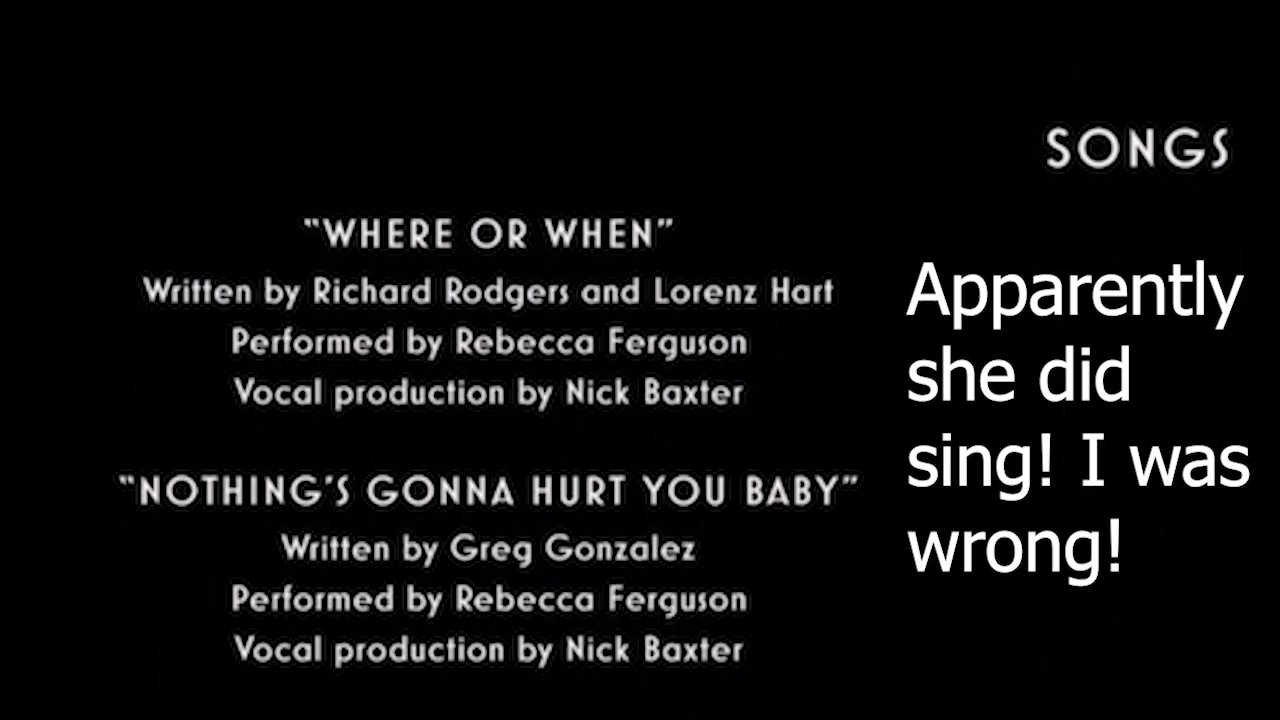 SONGS
"WHERE OR WHEN"
Written by Richard Rodgers and Lorenz Hart
Performed by Rebecca Ferguson
Vocal production by Nick Baxter
"NOTHING'S GONNA HURT YOU BABY"
Written by Greg Gonzalez
Performed by Rebecca Ferguson
Vocal production by Nick Baxter
Apparently
she did
sing! I was
wrong!